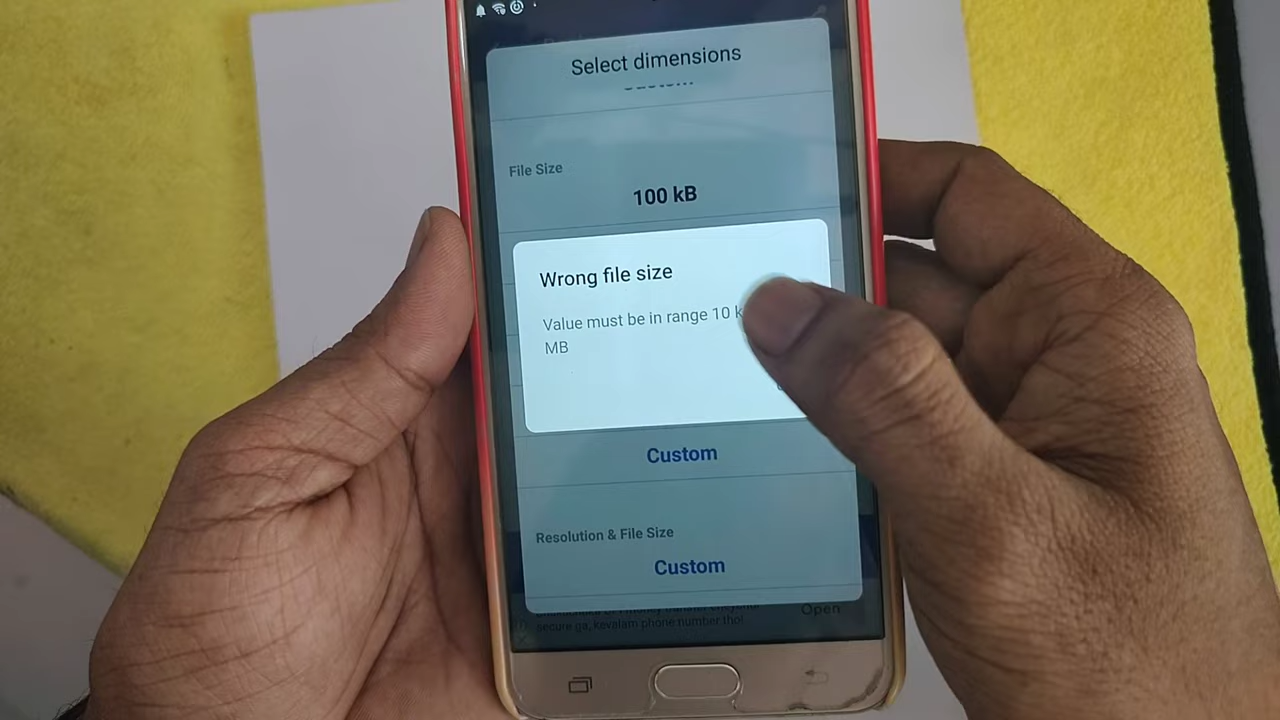 Select dimensions
Custom
File Size
100 kB
Wrong file size
Value must be in range 10
MB
Custom
Resolution & File Size
Custom
Open
secure ga, kevalam phone number tho!